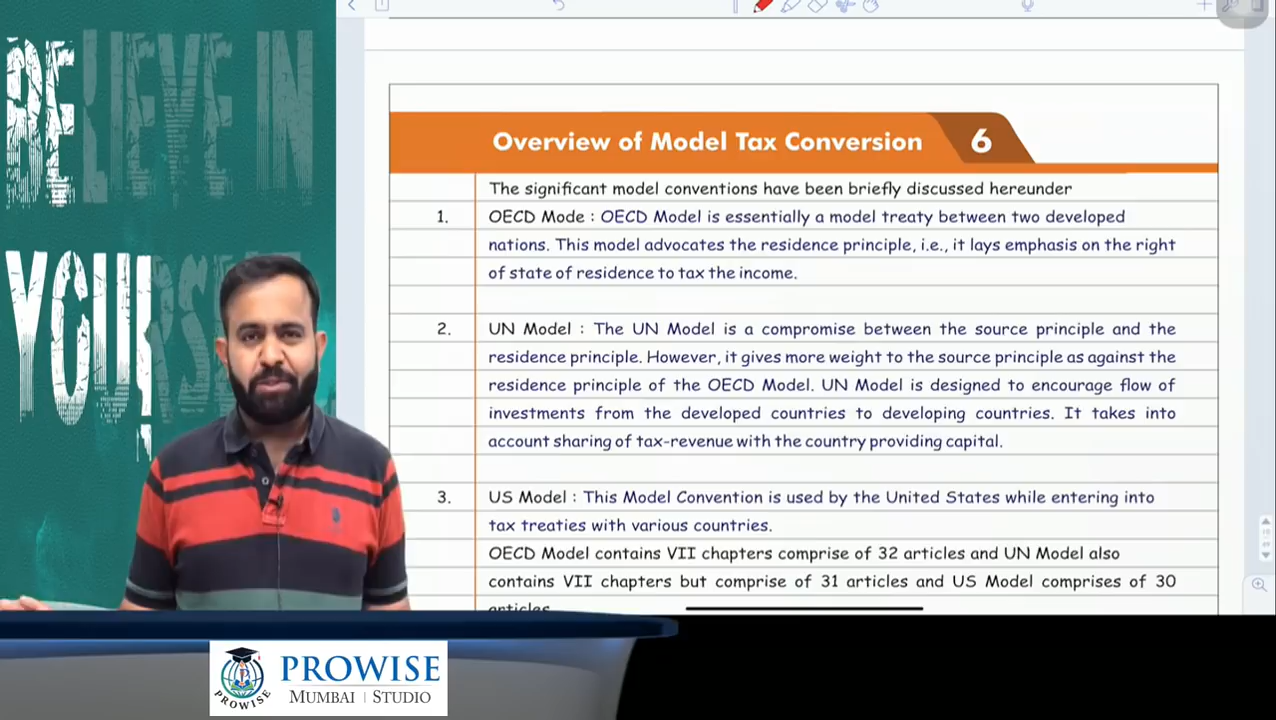 BELIEVE IN
YOURSE
Overview of Model Tax Conversion 6
The significant model conventions have been briefly discussed hereunder
1. OECD Mode : OECD Model is essentially a model treaty between two developed
nations. This model advocates the residence principle, i.e., it lays emphasis on the right
of state of residence to tax the income.
2. UN Model : The UN Model is a compromise between the source principle and the
residence principle. However, it gives more weight to the source principle as against the
residence principle of the OECD Model. UN Model is designed to encourage flow of
investments from the developed countries to developing countries. It takes into
account sharing of tax-revenue with the country providing capital.
3. US Model : This Model Convention is used by the United States while entering into
tax treaties with various countries.
OECD Model contains VII chapters comprise of 32 articles and UN Model also
contains VII chapters but comprise of 31 articles and US Model comprises of 30
articles
PROWISE
PROWISE
MUMBAI | STUDIO